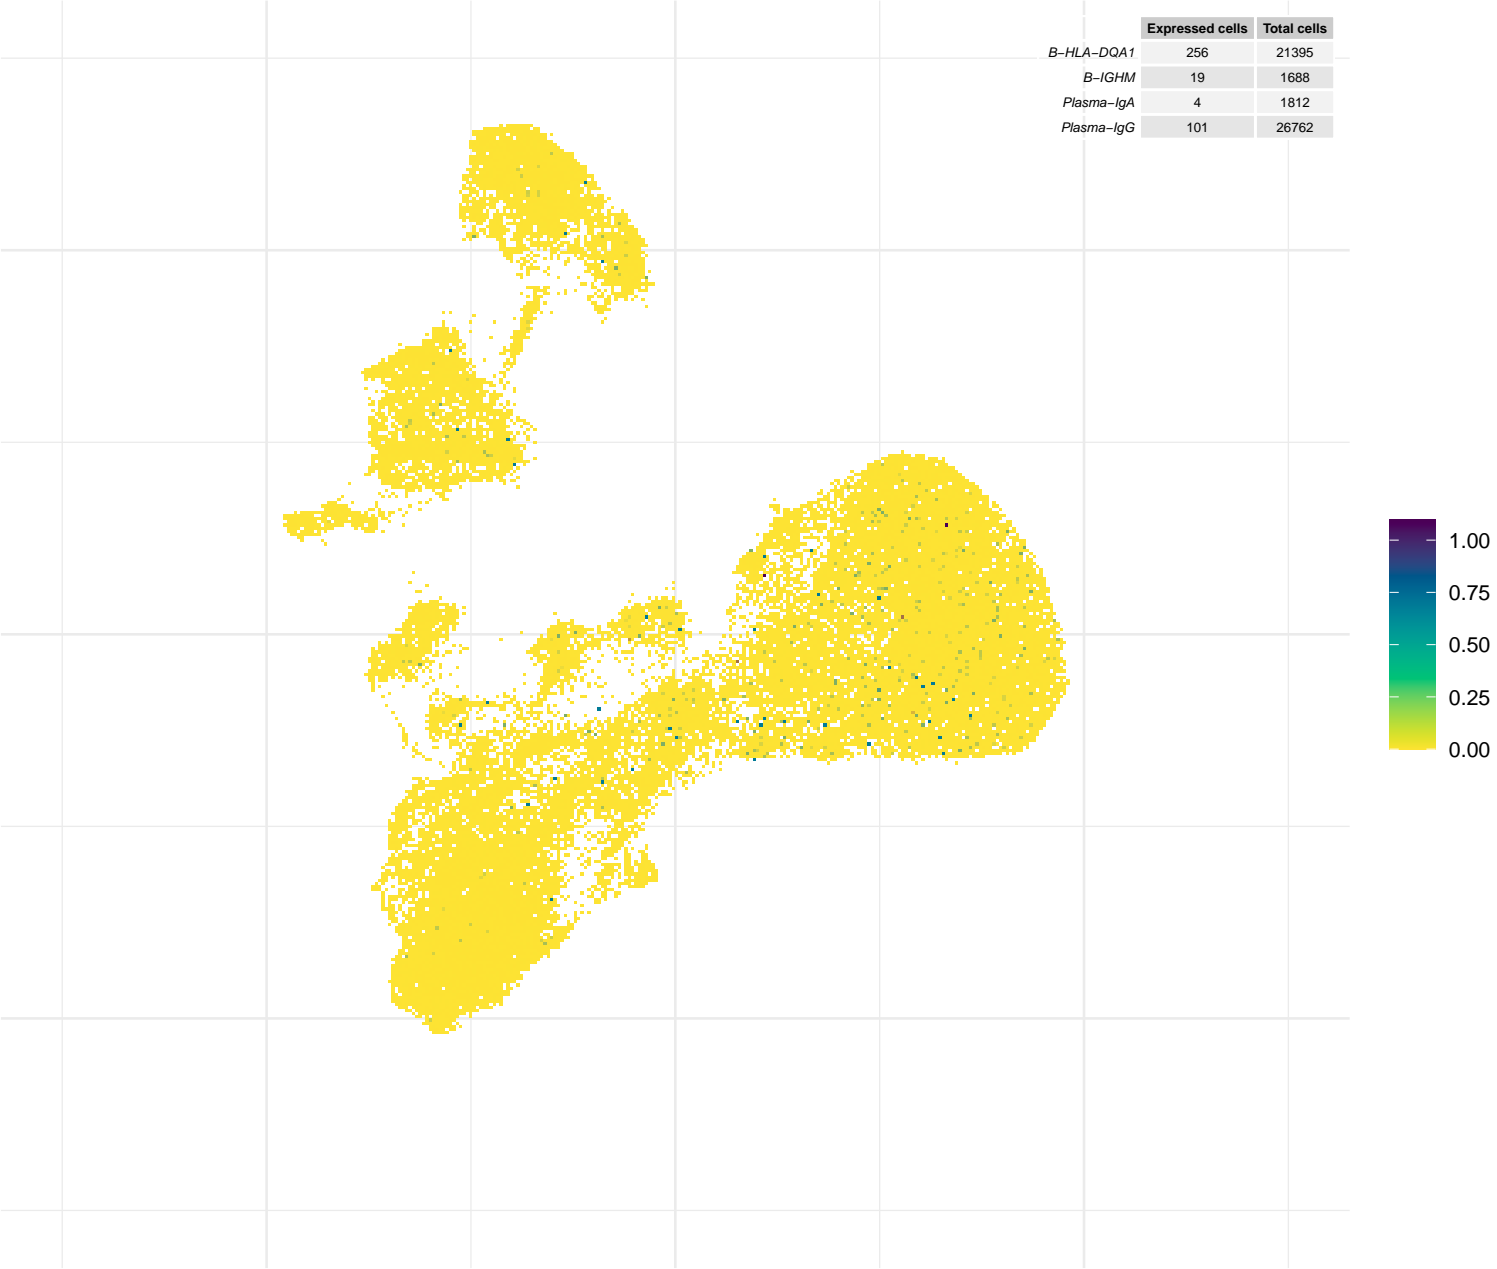 Expressed cells Total cells
B−HLA−DQA1 256 21395
B−IGHM 19 1688
Plasma−IgA 4 1812
Plasma−IgG 101 26762
1.00
0.75
0.50
0.25
0.00